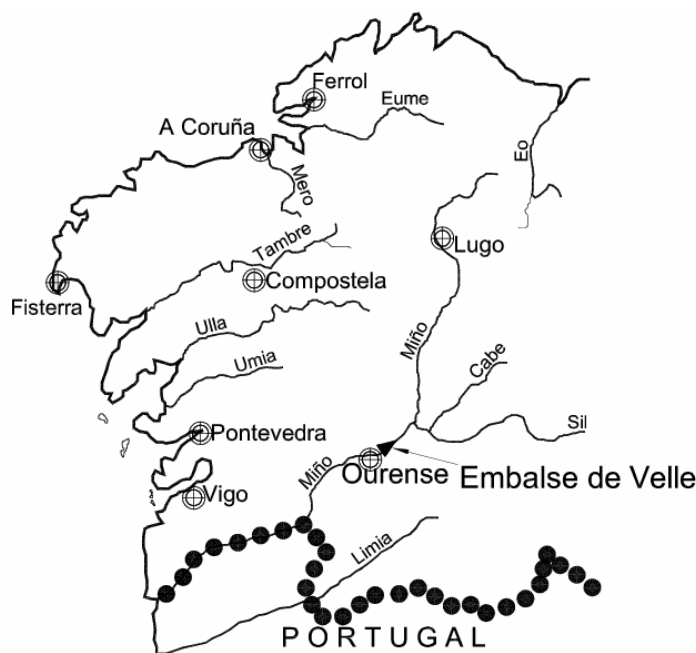 Ferrol
Eume
A Coruña
Eo
Mero
Tambre
Lugo
Compostela
Fisterra
Ulla
Miño
Umia
Cabe
Sil
Pontevedra
Ourense
Embalse de Velle
Miño
Vigo
Limia
PORTUGAL